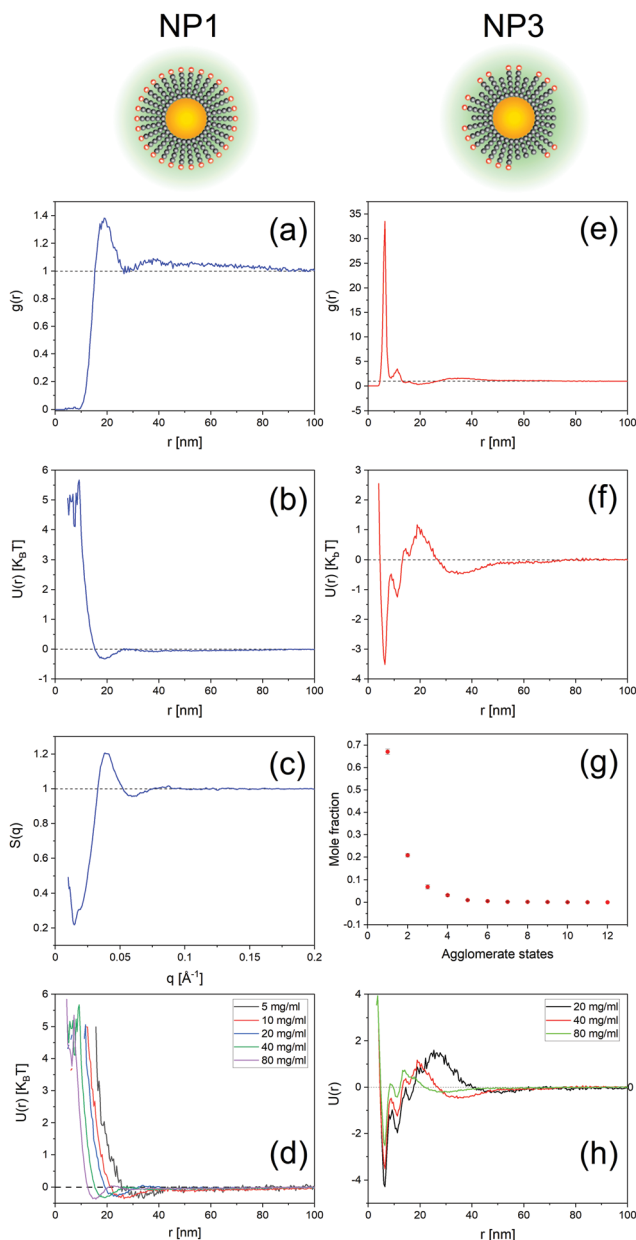 NP1
NP3
(a)
g(r)
1.4
1.2
1
0.8
0.6
0.4
0.2
0
0 20 40 60 80 100
r [nm]
(e)
g(r)
35
30
25
20
15
10
5
0
-5
0 20 40 60 80 100
r [nm]
(b)
U(r) [K_BT]
6
5
4
3
2
1
0
-1
0 20 40 60 80 100
r [nm]
(f)
U(r) [K_bT]
3
2
1
0
-1
-2
-3
-4
0 20 40 60 80 100
r [nm]
(c)
S(q)
1.2
1
0.8
0.6
0.4
0.2
0 0.05 0.1 0.15 0.2
q [Å⁻¹]
(g)
Mole fraction
0.7
0.6
0.5
0.4
0.3
0.2
0.1
0
-0.1
0 2 4 6 8 10 12
Agglomerate states
(d)
U(r) [K_BT]
6
5
4
3
2
1
0
-1
5 mg/ml
10 mg/ml
20 mg/ml
40 mg/ml
80 mg/ml
0 20 40 60 80 100
r [nm]
(h)
U(r)
4
2
0
-2
-4
20 mg/ml
40 mg/ml
80 mg/ml
0
0 20 40 60 80 100
r [nm]